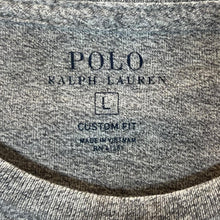 POLO
RALPH LAUREN
L
CUSTOM FIT
MADE IN VIETNAM